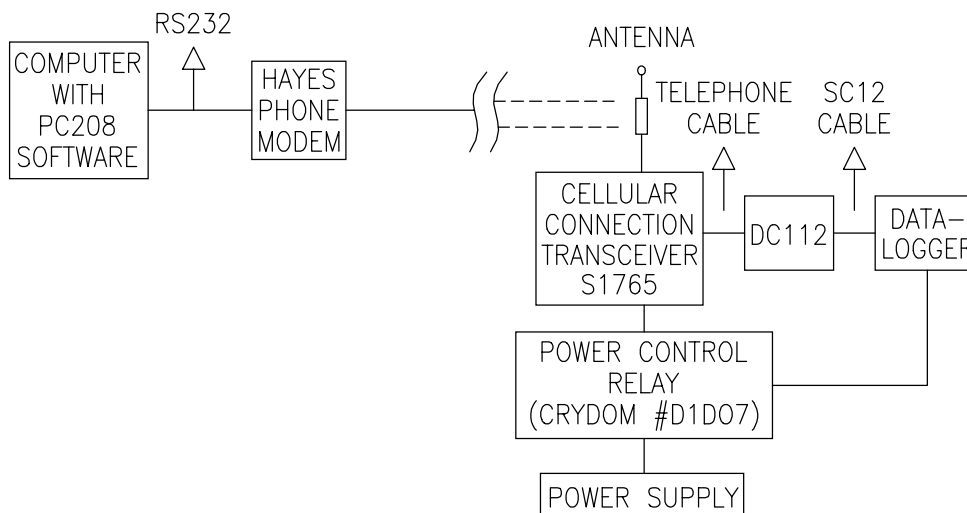 RS232
COMPUTER
WITH
PC208
SOFTWARE
HAYES
PHONE
MODEM
ANTENNA
TELEPHONE
CABLE
SC12
CABLE
CELLULAR
CONNECTION
TRANSCEIVER
S1765
DC112
DATA–
LOGGER
POWER CONTROL
RELAY
(CRYDOM #D1D07)
POWER SUPPLY